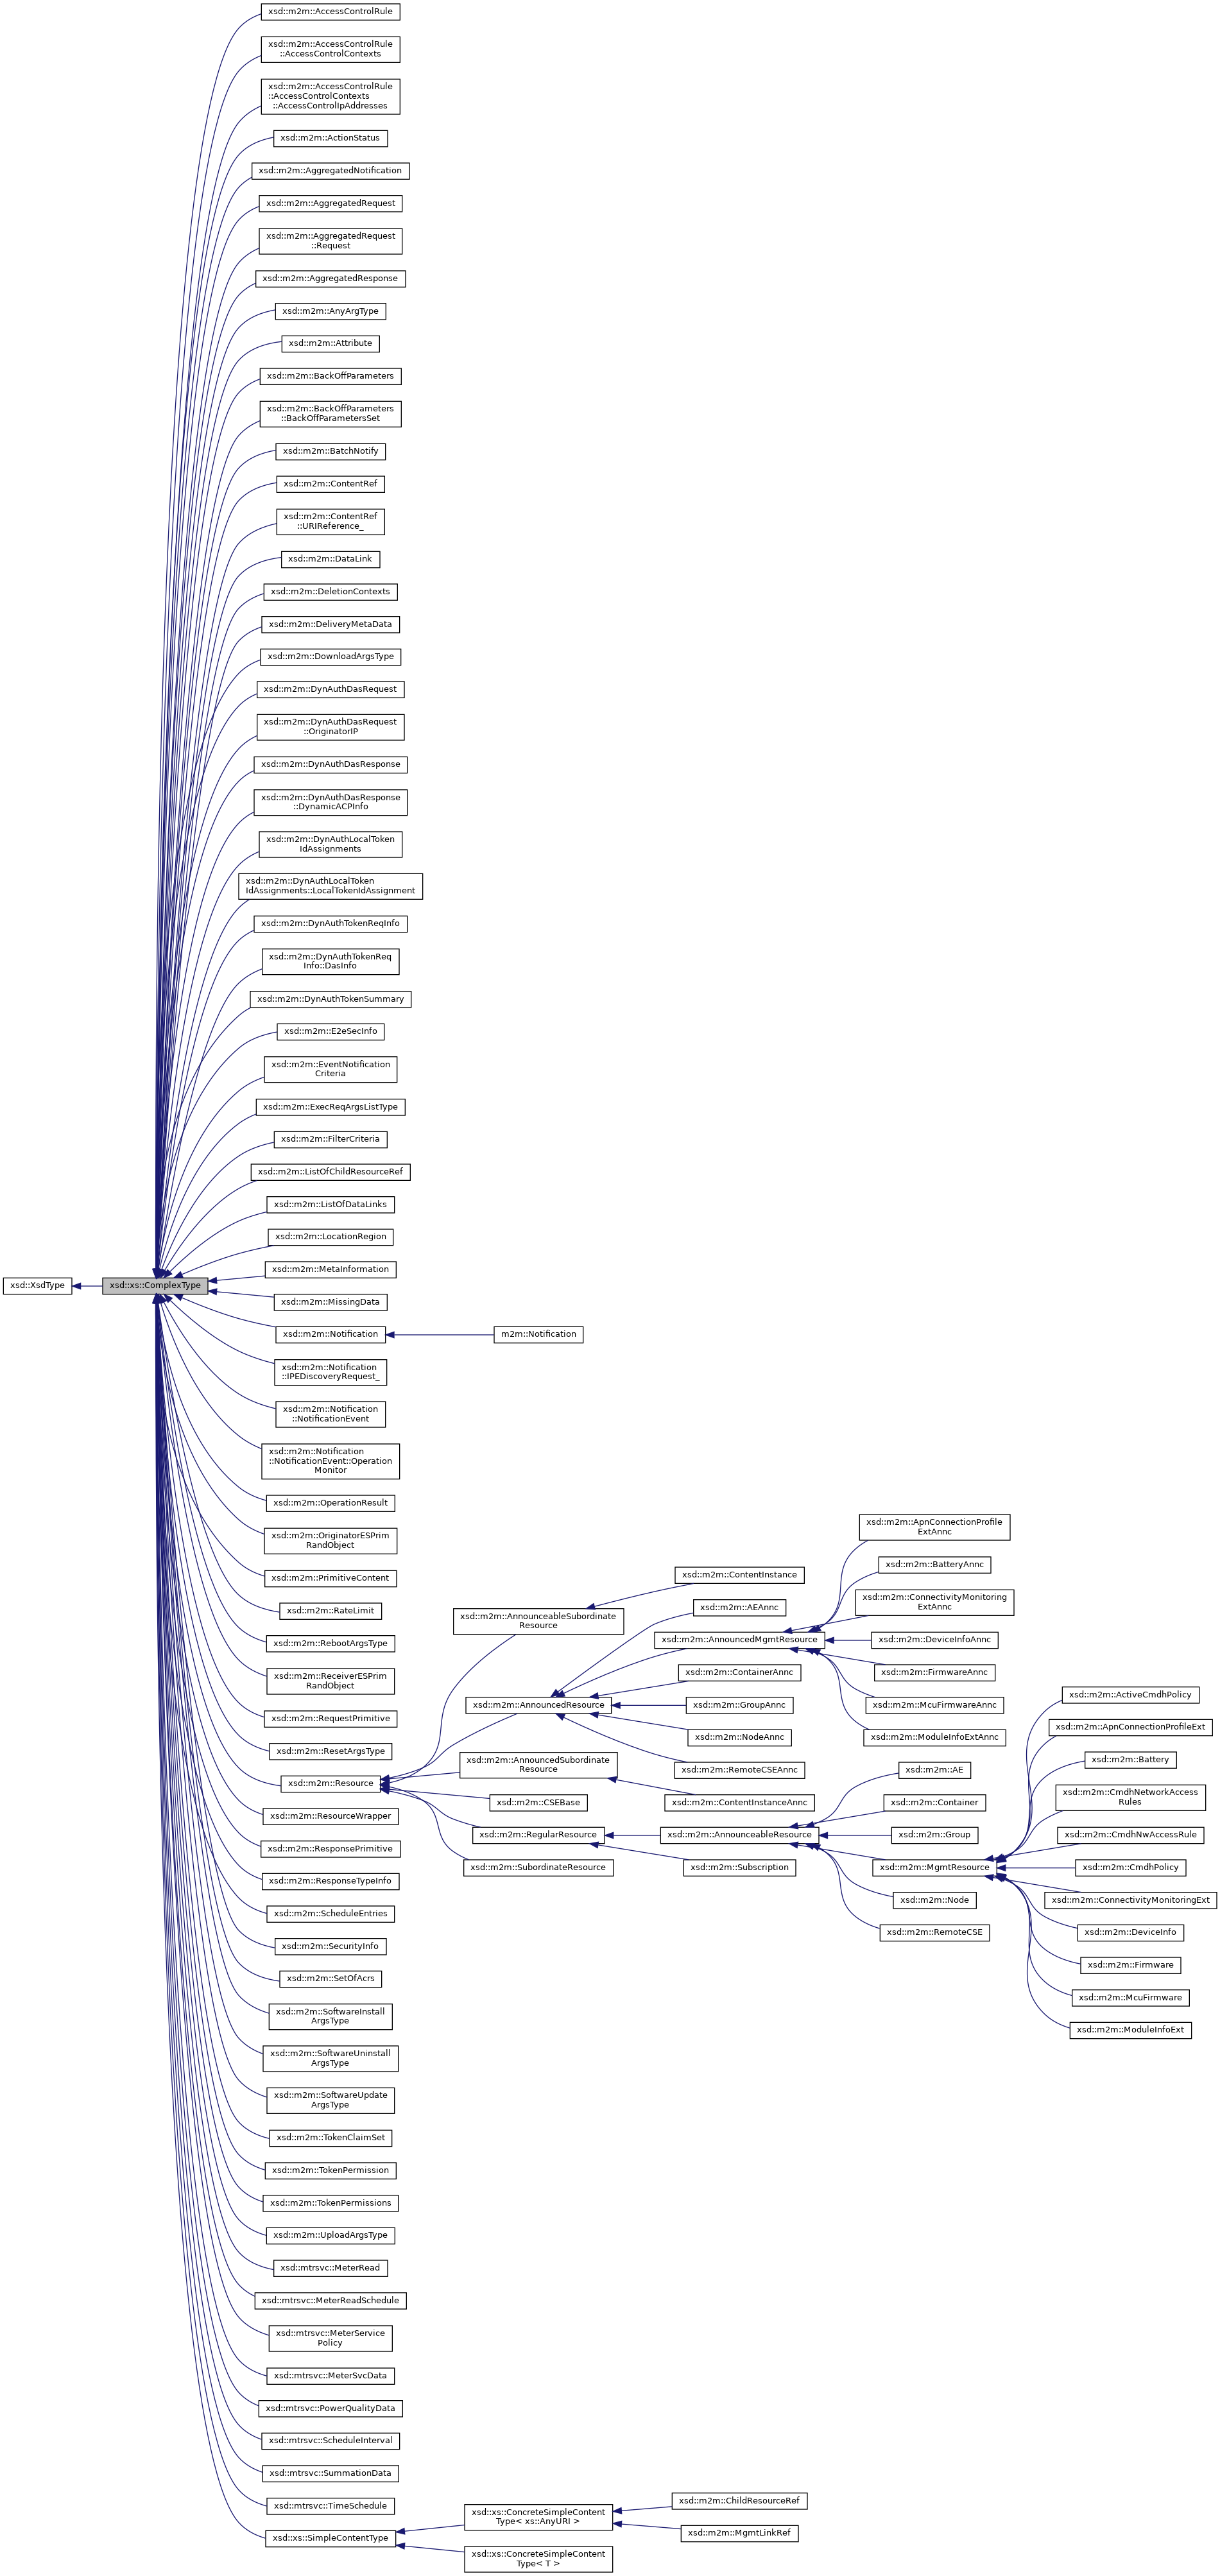 xsd::m2m::AccessControlRule
xsd::m2m::AccessControlRule
::AccessControlContexts
xsd::m2m::AccessControlRule
::AccessControlContexts
::AccessControlIpAddresses
xsd::m2m::ActionStatus
xsd::m2m::AggregatedNotification
xsd::m2m::AggregatedRequest
xsd::m2m::AggregatedRequest
::Request
xsd::m2m::AggregatedResponse
xsd::m2m::AnyArgType
xsd::m2m::Attribute
xsd::m2m::BackOffParameters
xsd::m2m::BackOffParameters
::BackOffParametersSet
xsd::m2m::BatchNotify
xsd::m2m::ContentRef
xsd::m2m::ContentRef
::URIReference_
xsd::m2m::DataLink
xsd::m2m::DeletionContexts
xsd::m2m::DeliveryMetaData
xsd::m2m::DownloadArgsType
xsd::m2m::DynAuthDasRequest
xsd::m2m::DynAuthDasRequest
::OriginatorIP
xsd::m2m::DynAuthDasResponse
xsd::m2m::DynAuthDasResponse
::DynamicACPInfo
xsd::m2m::DynAuthLocalToken
IdAssignments
xsd::m2m::DynAuthLocalToken
IdAssignments::LocalTokenIdAssignment
xsd::m2m::DynAuthTokenReqInfo
xsd::m2m::DynAuthTokenReq
Info::DasInfo
xsd::m2m::DynAuthTokenSummary
xsd::m2m::E2eSecInfo
xsd::m2m::EventNotification
Criteria
xsd::m2m::ExecReqArgsListType
xsd::m2m::FilterCriteria
xsd::m2m::ListOfChildResourceRef
xsd::m2m::ListOfDataLinks
xsd::m2m::LocationRegion
xsd::m2m::MetaInformation
xsd::XsdType
xsd::xs::ComplexType
xsd::m2m::MissingData
xsd::m2m::Notification
m2m::Notification
xsd::m2m::Notification
::IPEDiscoveryRequest_
xsd::m2m::Notification
::NotificationEvent
xsd::m2m::Notification
::NotificationEvent::Operation
Monitor
xsd::m2m::OperationResult
xsd::m2m::OriginatorESPrim
RandObject
xsd::m2m::PrimitiveContent
xsd::m2m::RateLimit
xsd::m2m::RebootArgsType
xsd::m2m::ReceiverESPrim
RandObject
xsd::m2m::RequestPrimitive
xsd::m2m::ResetArgsType
xsd::m2m::Resource
xsd::m2m::ResourceWrapper
xsd::m2m::ResponsePrimitive
xsd::m2m::ResponseTypeInfo
xsd::m2m::ScheduleEntries
xsd::m2m::SecurityInfo
xsd::m2m::SetOfAcrs
xsd::m2m::SoftwareInstall
ArgsType
xsd::m2m::SoftwareUninstall
ArgsType
xsd::m2m::SoftwareUpdate
ArgsType
xsd::m2m::TokenClaimSet
xsd::m2m::TokenPermission
xsd::m2m::TokenPermissions
xsd::m2m::UploadArgsType
xsd::mtrsvc::MeterRead
xsd::mtrsvc::MeterReadSchedule
xsd::mtrsvc::MeterService
Policy
xsd::mtrsvc::MeterSvcData
xsd::mtrsvc::PowerQualityData
xsd::mtrsvc::ScheduleInterval
xsd::mtrsvc::SummationData
xsd::mtrsvc::TimeSchedule
xsd::xs::SimpleContentType
xsd::m2m::AnnounceableSubordinate
Resource
xsd::m2m::AnnouncedResource
xsd::m2m::AnnouncedSubordinate
Resource
xsd::m2m::CSEBase
xsd::m2m::RegularResource
xsd::m2m::SubordinateResource
xsd::m2m::ContentInstance
xsd::m2m::AEAnnc
xsd::m2m::AnnouncedMgmtResource
xsd::m2m::ContainerAnnc
xsd::m2m::GroupAnnc
xsd::m2m::NodeAnnc
xsd::m2m::RemoteCSEAnnc
xsd::m2m::ContentInstanceAnnc
xsd::m2m::AnnounceableResource
xsd::m2m::Subscription
xsd::m2m::ApnConnectionProfile
ExtAnnc
xsd::m2m::BatteryAnnc
xsd::m2m::ConnectivityMonitoring
ExtAnnc
xsd::m2m::DeviceInfoAnnc
xsd::m2m::FirmwareAnnc
xsd::m2m::McuFirmwareAnnc
xsd::m2m::ModuleInfoExtAnnc
xsd::m2m::AE
xsd::m2m::Container
xsd::m2m::Group
xsd::m2m::MgmtResource
xsd::m2m::Node
xsd::m2m::RemoteCSE
xsd::m2m::ActiveCmdhPolicy
xsd::m2m::ApnConnectionProfileExt
xsd::m2m::Battery
xsd::m2m::CmdhNetworkAccess
Rules
xsd::m2m::CmdhNwAccessRule
xsd::m2m::CmdhPolicy
xsd::m2m::ConnectivityMonitoringExt
xsd::m2m::DeviceInfo
xsd::m2m::Firmware
xsd::m2m::McuFirmware
xsd::m2m::ModuleInfoExt
xsd::xs::ConcreteSimpleContent
Type< xs::AnyURI >
xsd::xs::ConcreteSimpleContent
Type< T >
xsd::m2m::ChildResourceRef
xsd::m2m::MgmtLinkRef